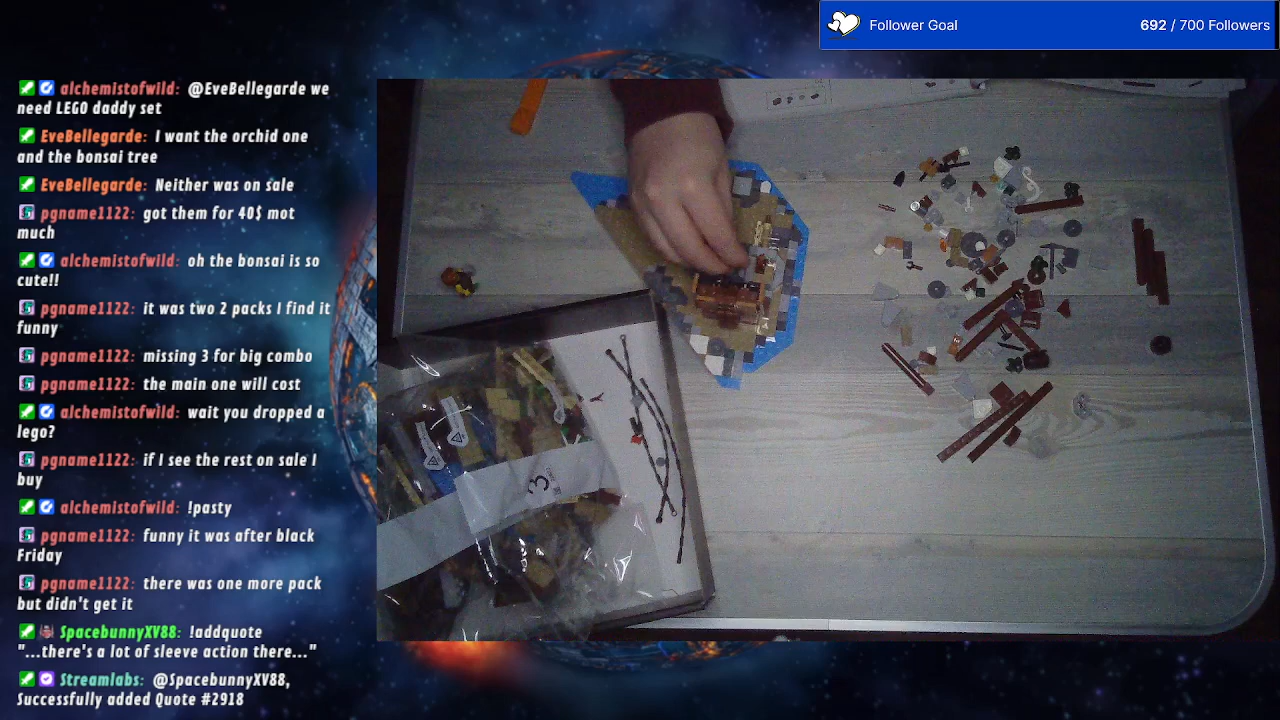 Follower Goal
692 / 700 Followers
alchemistofwild: @EveBellegarde we
need LEGO daddy set
EveBellegarde: I want the orchid one
and the bonsai tree
EveBellegarde: Neither was on sale
pgname1122: got them for 40$ mot
much
alchemistofwild: oh the bonsai is so
cute!!
pgname1122: it was two 2 packs I find it
funny
pgname1122: missing 3 for big combo
pgname1122: the main one will cost
alchemistofwild: wait you dropped a
lego?
pgname1122: if I see the rest on sale I
buy
alchemistofwild: !pasty
pgname1122: funny it was after black
Friday
pgname1122: there was one more pack
but didn't get it
SpacebunnyXV88: !addquote
"...there's a lot of sleeve action there..."
Streamlabs: @SpacebunnyXV88,
Successfully added Quote #2918
3